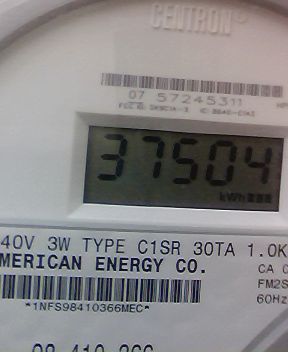 CENTRON®
07 57245311
37504
kWh
40V 3W TYPE C1SR 30TA 1.0K
MERICAN ENERGY CO.
CA 0
FM2S
60Hz
*1NFS98410366MEC*